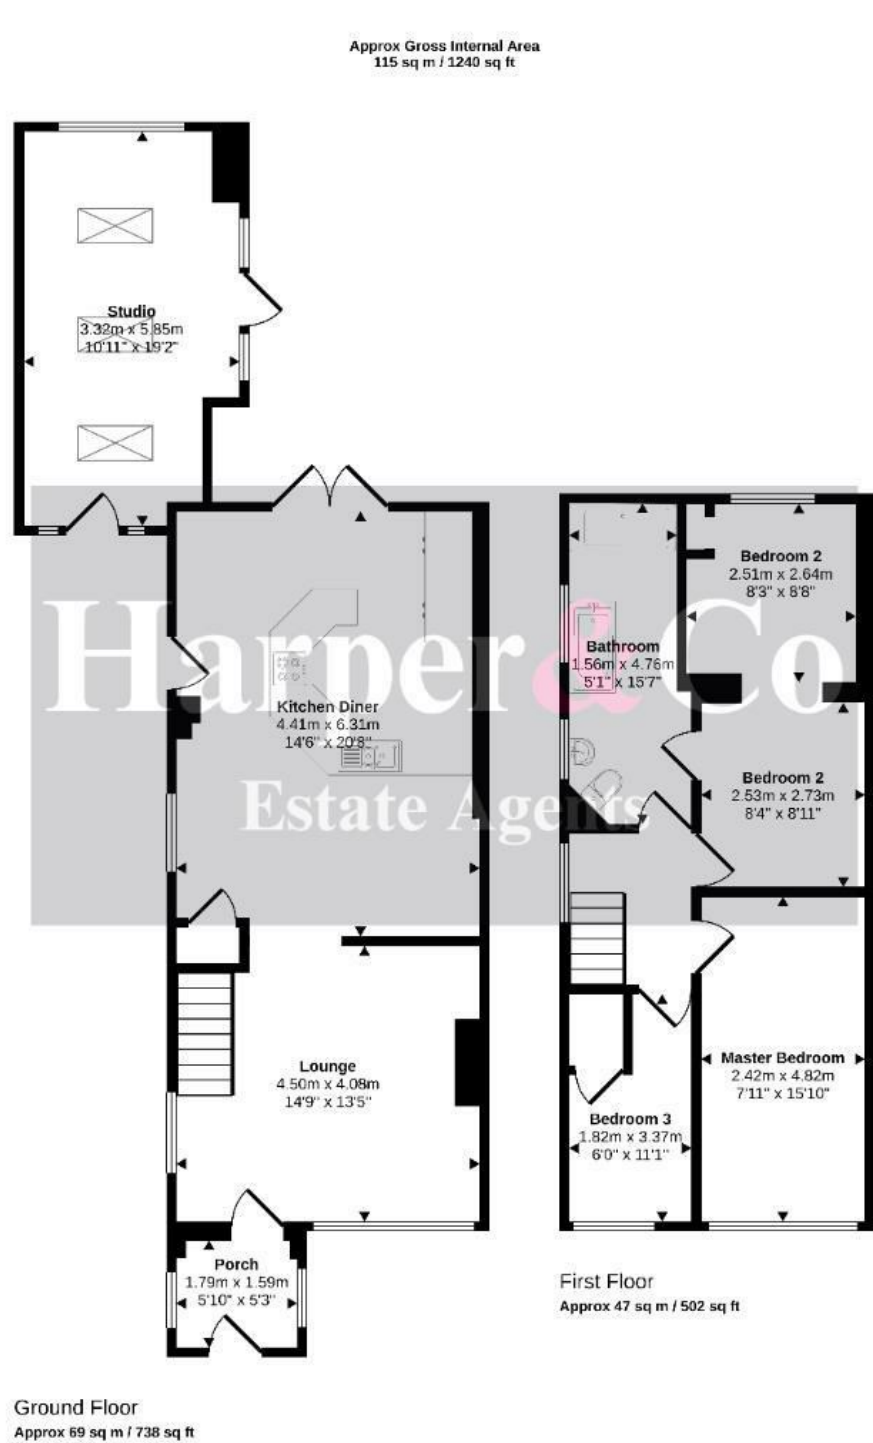 Approx Gross Internal Area
115 sq m / 1240 sq ft
Studio
3.32m x 5.85m
10'11" x 19'2"
Harper&Co
Estate Agents
Kitchen Diner
4.41m x 6.31m
14'6" x 20'8"
Bathroom
1.56m x 4.76m
5'1" x 15'7"
Bedroom 2
2.51m x 2.64m
8'3" x 8'8"
Bedroom 2
2.53m x 2.73m
8'4" x 8'11"
Lounge
4.50m x 4.08m
14'9" x 13'5"
Master Bedroom
2.42m x 4.82m
7'11" x 15'10"
Bedroom 3
1.82m x 3.37m
6'0" x 11'1"
Porch
1.79m x 1.59m
5'10" x 5'3"
First Floor
Approx 47 sq m / 502 sq ft
Ground Floor
Approx 69 sq m / 738 sq ft